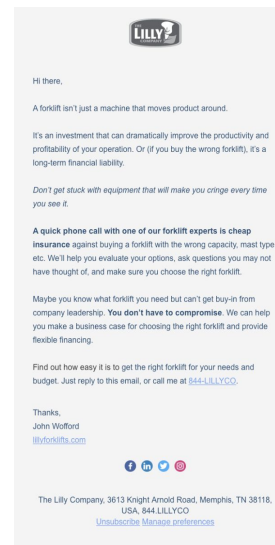 THE
LILLY
COMPANY
Hi there,
A forklift isn't just a machine that moves product around.
It's an investment that can dramatically improve the productivity and
profitability of your operation. Or (if you buy the wrong forklift), it's a
long-term financial liability.
Don't get stuck with equipment that will make you cringe every time
you see it.
A quick phone call with one of our forklift experts is cheap
insurance against buying a forklift with the wrong capacity, mast type
etc. We'll help you evaluate your options, ask questions you may not
have thought of, and make sure you choose the right forklift.
Maybe you know what forklift you need but can't get buy-in from
company leadership. You don't have to compromise. We can help
you make a business case for choosing the right forklift and provide
flexible financing.
Find out how easy it is to get the right forklift for your needs and
budget. Just reply to this email, or call me at 844-LILLYCO.
Thanks,
John Wofford
lillyforklifts.com
The Lilly Company, 3613 Knight Arnold Road, Memphis, TN 38118,
USA, 844.LILLYCO
Unsubscribe Manage preferences